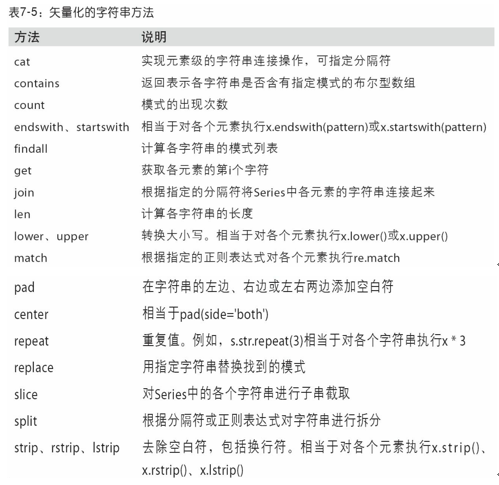 表7-5：矢量化的字符串方法
方法 说明
cat 实现元素级的字符串连接操作，可指定分隔符
contains 返回表示各字符串是否含有指定模式的布尔型数组
count 模式的出现次数
endswith、startswith 相当于对各个元素执行x.endswith(pattern)或x.startswith(pattern)
findall 计算各字符串的模式列表
get 获取各元素的第i个字符
join 根据指定的分隔符将Series中各元素的字符串连接起来
len 计算各字符串的长度
lower、upper 转换大小写。相当于对各个元素执行x.lower()或x.upper()
match 根据指定的正则表达式对各个元素执行re.match
pad 在字符串的左边、右边或左右两边添加空白符
center 相当于pad(side='both')
repeat 重复值。例如，s.str.repeat(3)相当于对各个字符串执行x * 3
replace 用指定字符串替换找到的模式
slice 对Series中的各个字符串进行子串截取
split 根据分隔符或正则表达式对字符串进行拆分
strip、rstrip、lstrip 去除空白符，包括换行符。相当于对各个元素执行x.strip()、
x.rstrip()、x.lstrip()